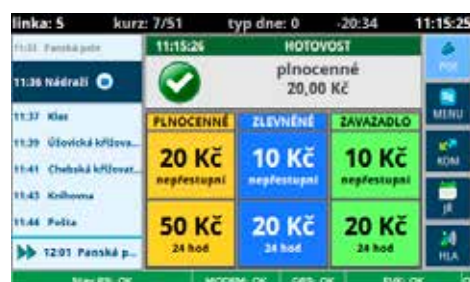 linka: 5 kurz: 7/51 typ dne: 0 -20:34 11:15:25
11:33 Panská pole
11:36 Nádraží
11:37 Klas
11:39 Úšovická křižova...
11:41 Chebská křižovat...
11:43 Knihovna
11:44 Pošta
12:01 Panská p...
11:15:26 HOTOVOST
plnocenné
20,00 Kč
PLNOCENNÉ ZLEVNĚNÉ ZAVAZADLO
20 Kč 10 Kč 10 Kč
nepřestupní nepřestupní nepřestupní
50 Kč 20 Kč 20 Kč
24 hod 24 hod 24 hod
POK
MENU
KOM
JŘ
HLA
MODEM: OK GPS: OK